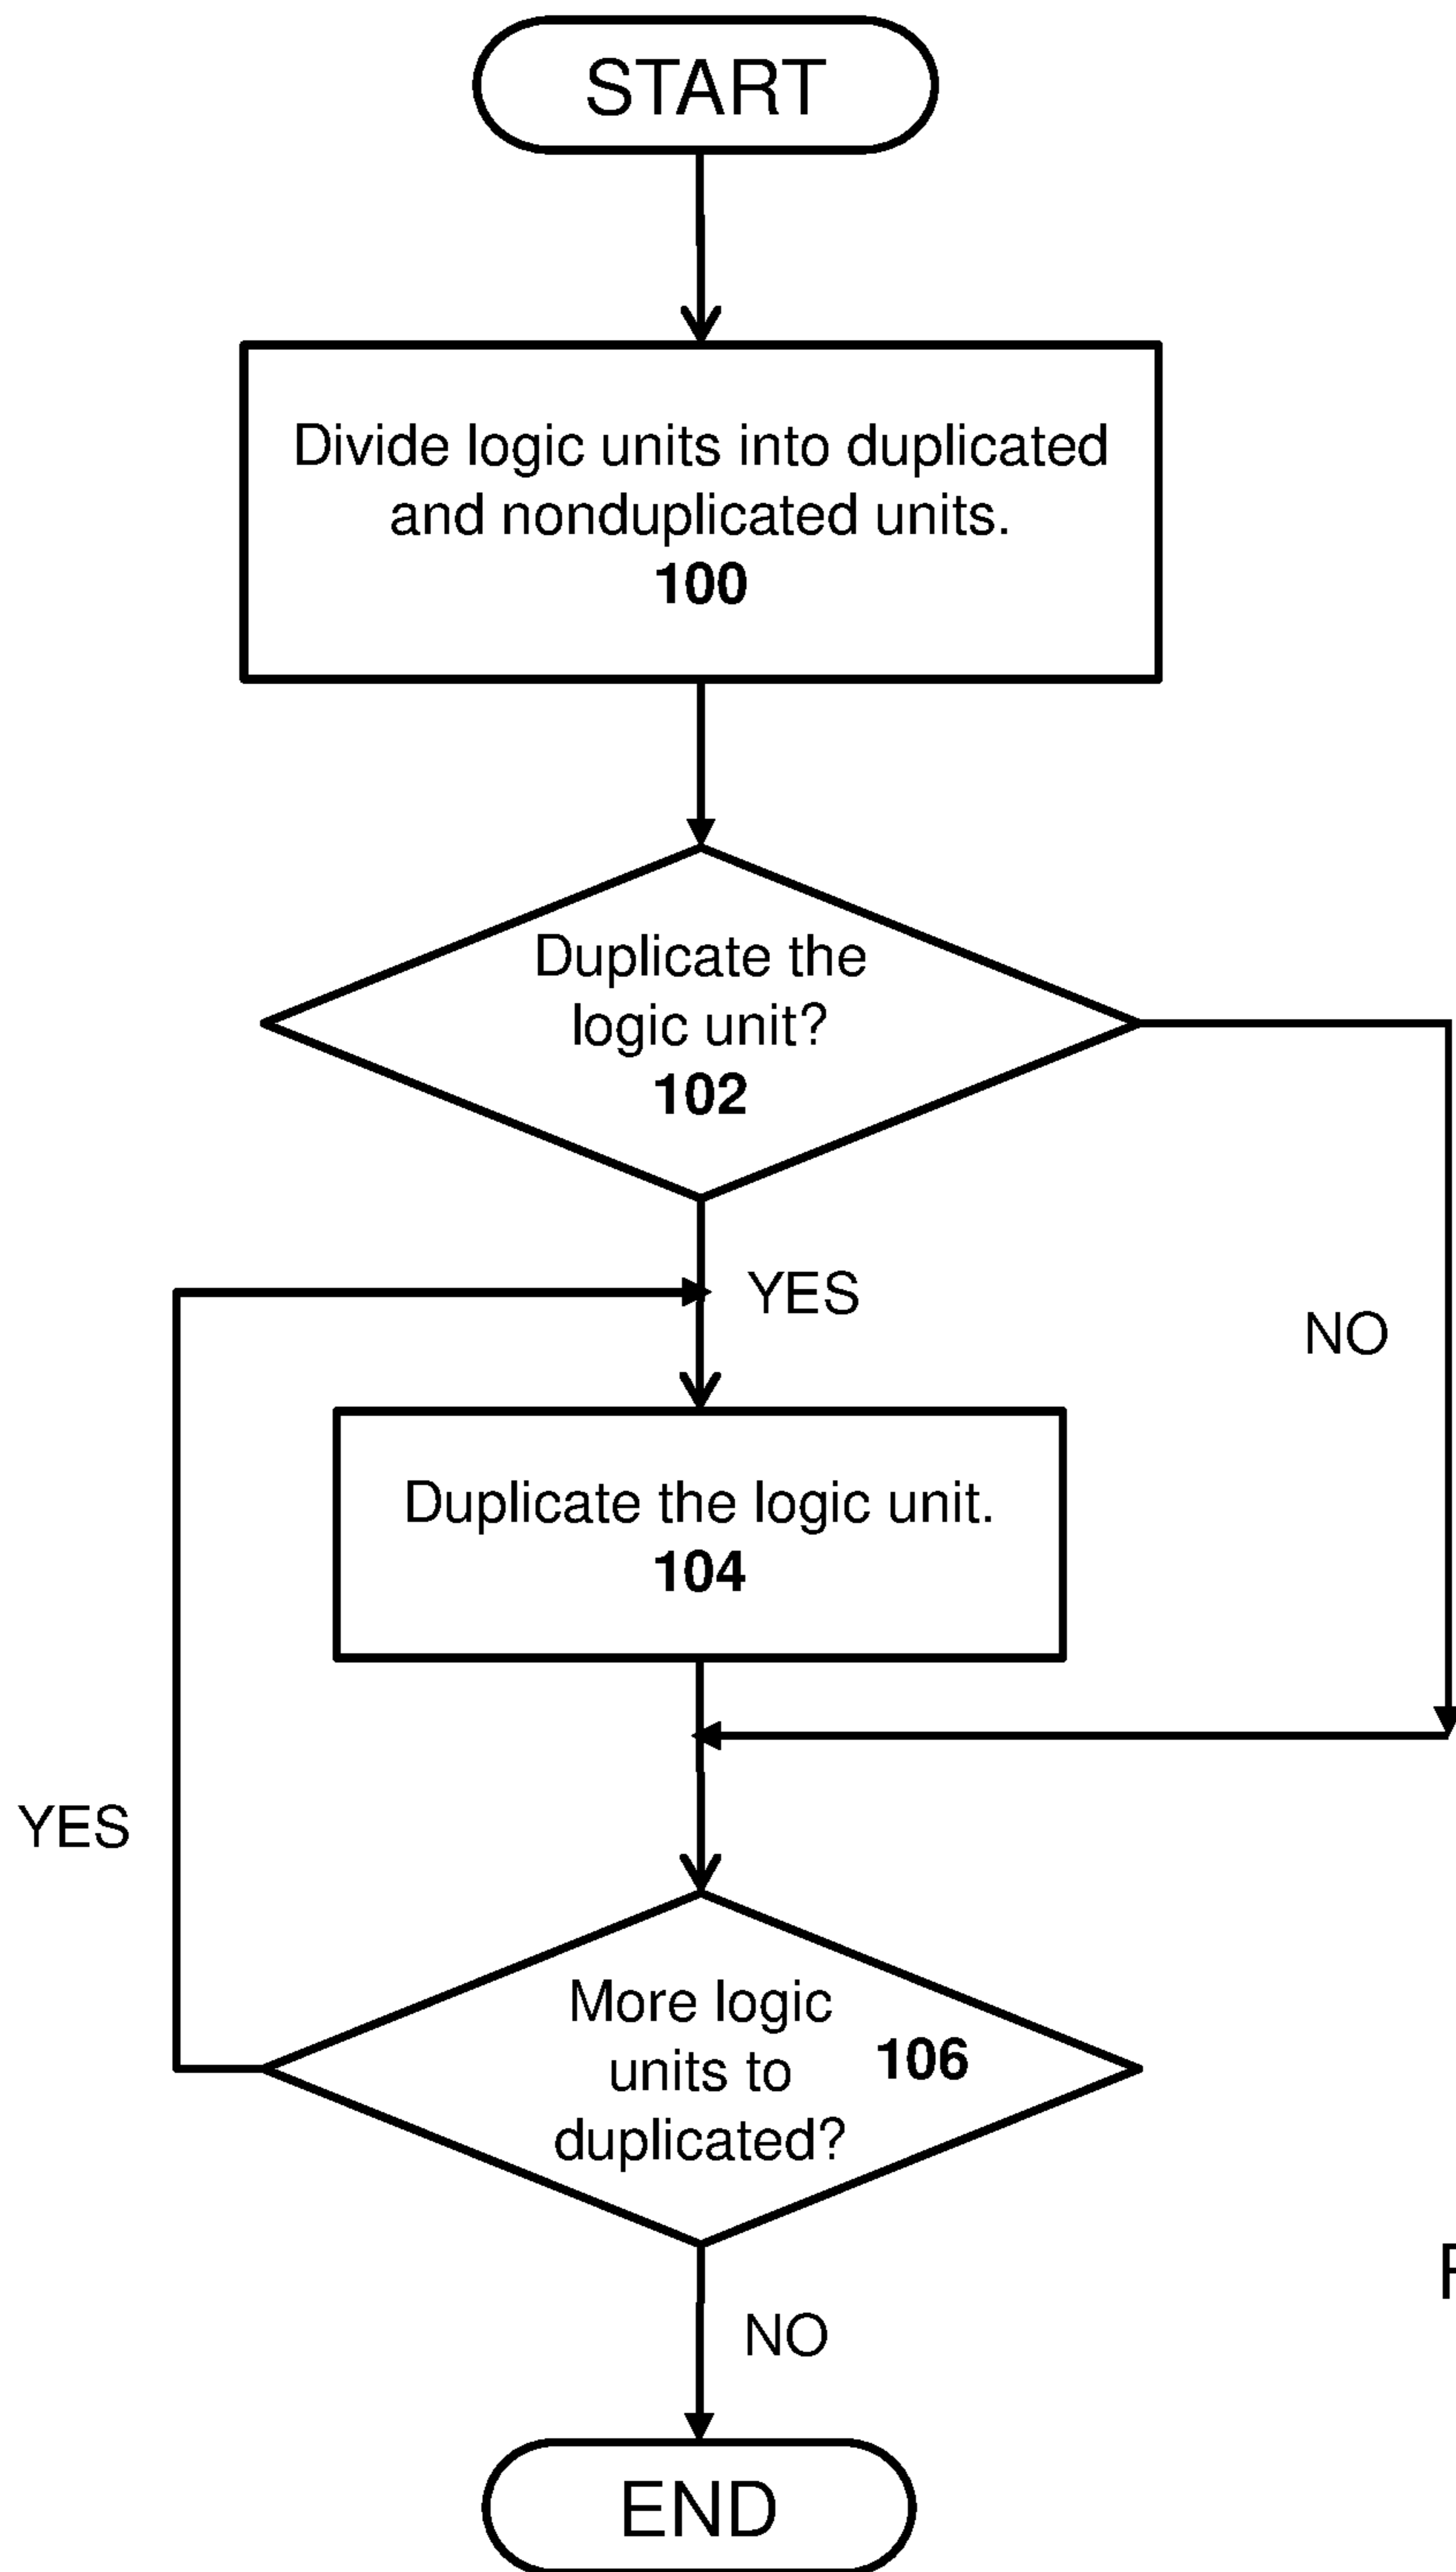 START
Divide logic units into duplicated
and nonduplicated units.
100
Duplicate the
logic unit?
102
YES
NO
Duplicate the logic unit.
104
YES
More logic
units to
duplicated?
106
NO
END